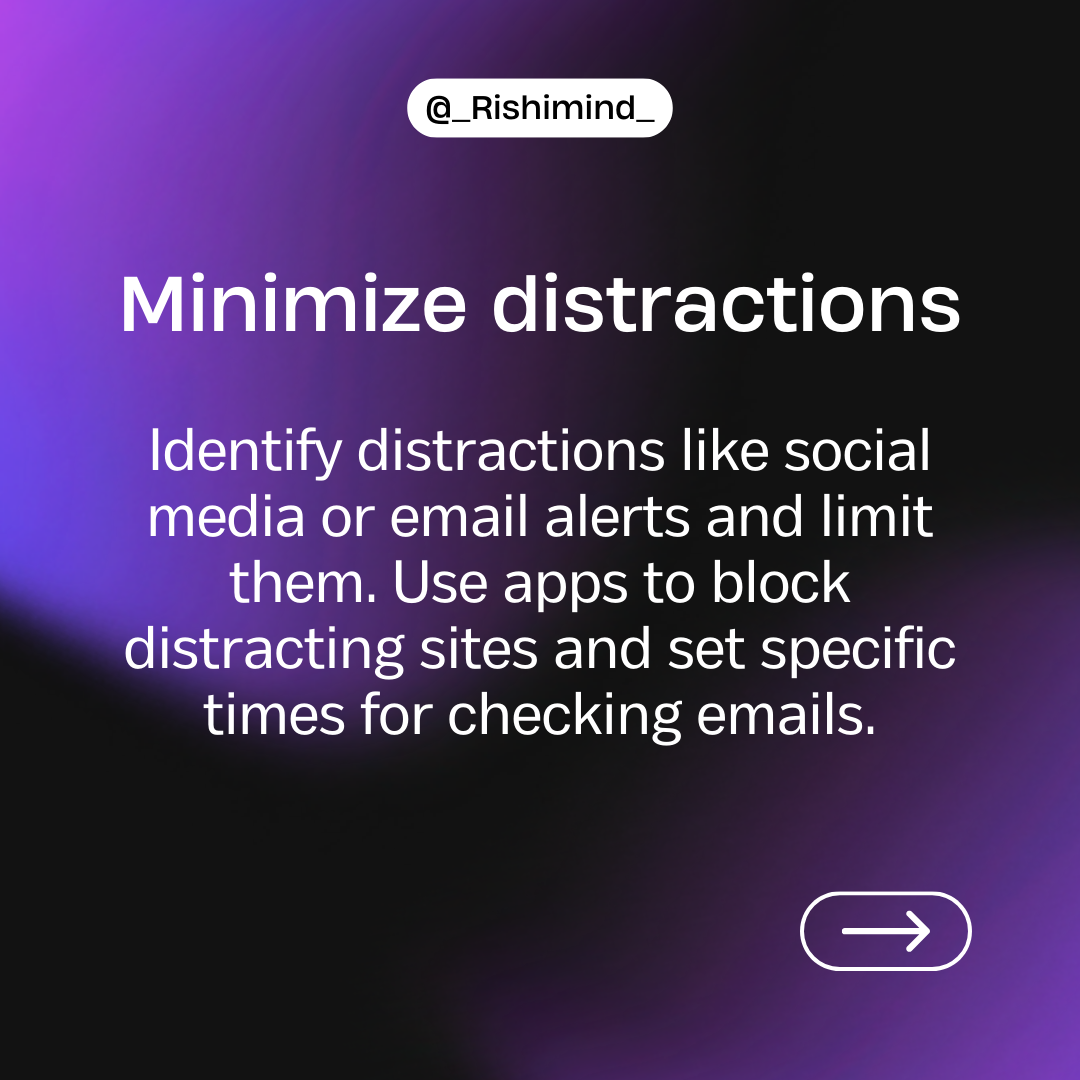 @_Rishimind_
Minimize distractions
Identify distractions like social
media or email alerts and limit
them. Use apps to block
distracting sites and set specific
times for checking emails.